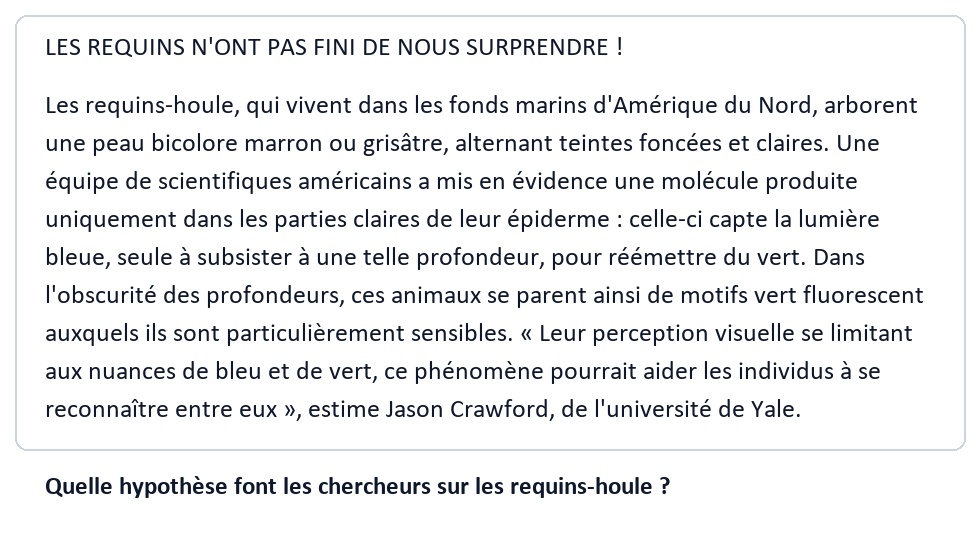 LES REQUINS N'ONT PAS FINI DE NOUS SURPRENDRE !
Les requins-houle, qui vivent dans les fonds marins d'Amérique du Nord, arborent
une peau bicolore marron ou grisâtre, alternant teintes foncées et claires. Une
équipe de scientifiques américains a mis en évidence une molécule produite
uniquement dans les parties claires de leur épiderme : celle-ci capte la lumière
bleue, seule à subsister à une telle profondeur, pour réémettre du vert. Dans
l'obscurité des profondeurs, ces animaux se parent ainsi de motifs vert fluorescent
auxquels ils sont particulièrement sensibles. « Leur perception visuelle se limitant
aux nuances de bleu et de vert, ce phénomène pourrait aider les individus à se
reconnaître entre eux », estime Jason Crawford, de l'université de Yale.
Quelle hypothèse font les chercheurs sur les requins-houle ?